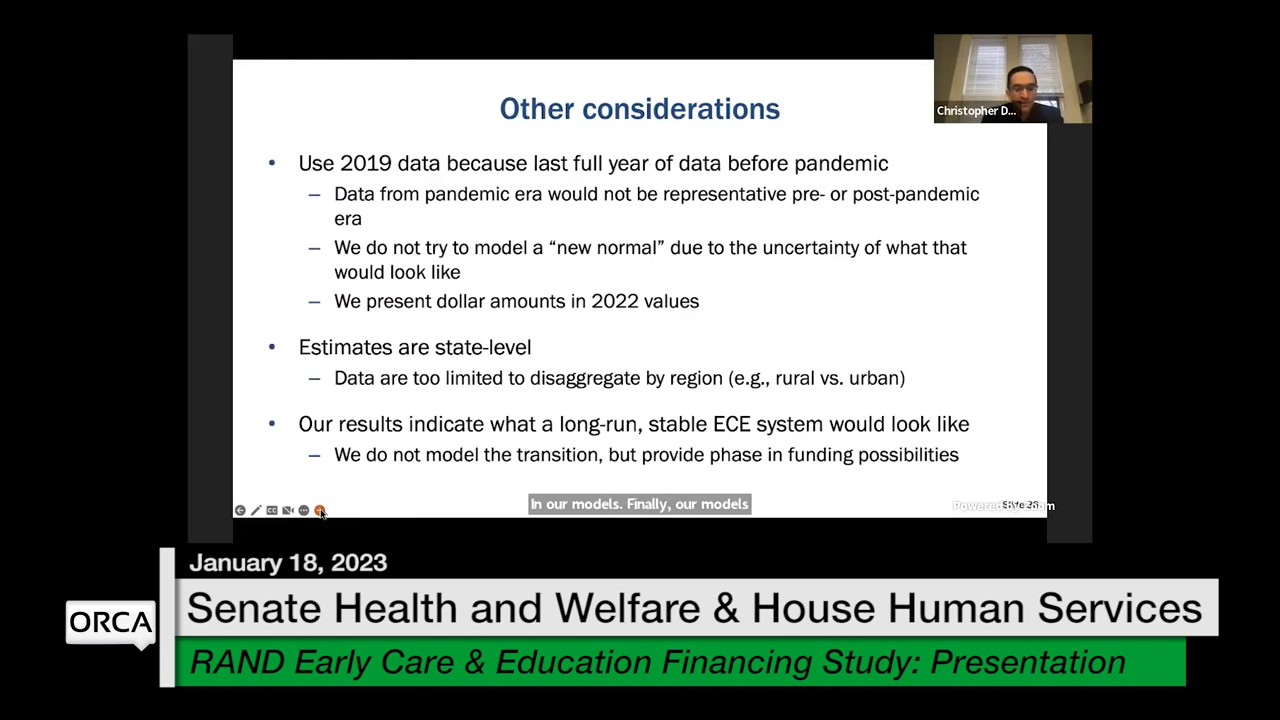 Other considerations
Christopher D...
• Use 2019 data because last full year of data before pandemic
– Data from pandemic era would not be representative pre- or post-pandemic
era
– We do not try to model a “new normal” due to the uncertainty of what that
would look like
– We present dollar amounts in 2022 values
• Estimates are state-level
– Data are too limited to disaggregate by region (e.g., rural vs. urban)
• Our results indicate what a long-run, stable ECE system would look like
– We do not model the transition, but provide phase in funding possibilities
In our models. Finally, our models
Powered by Zoom
January 18, 2023
ORCA
Senate Health and Welfare & House Human Services
RAND Early Care & Education Financing Study: Presentation